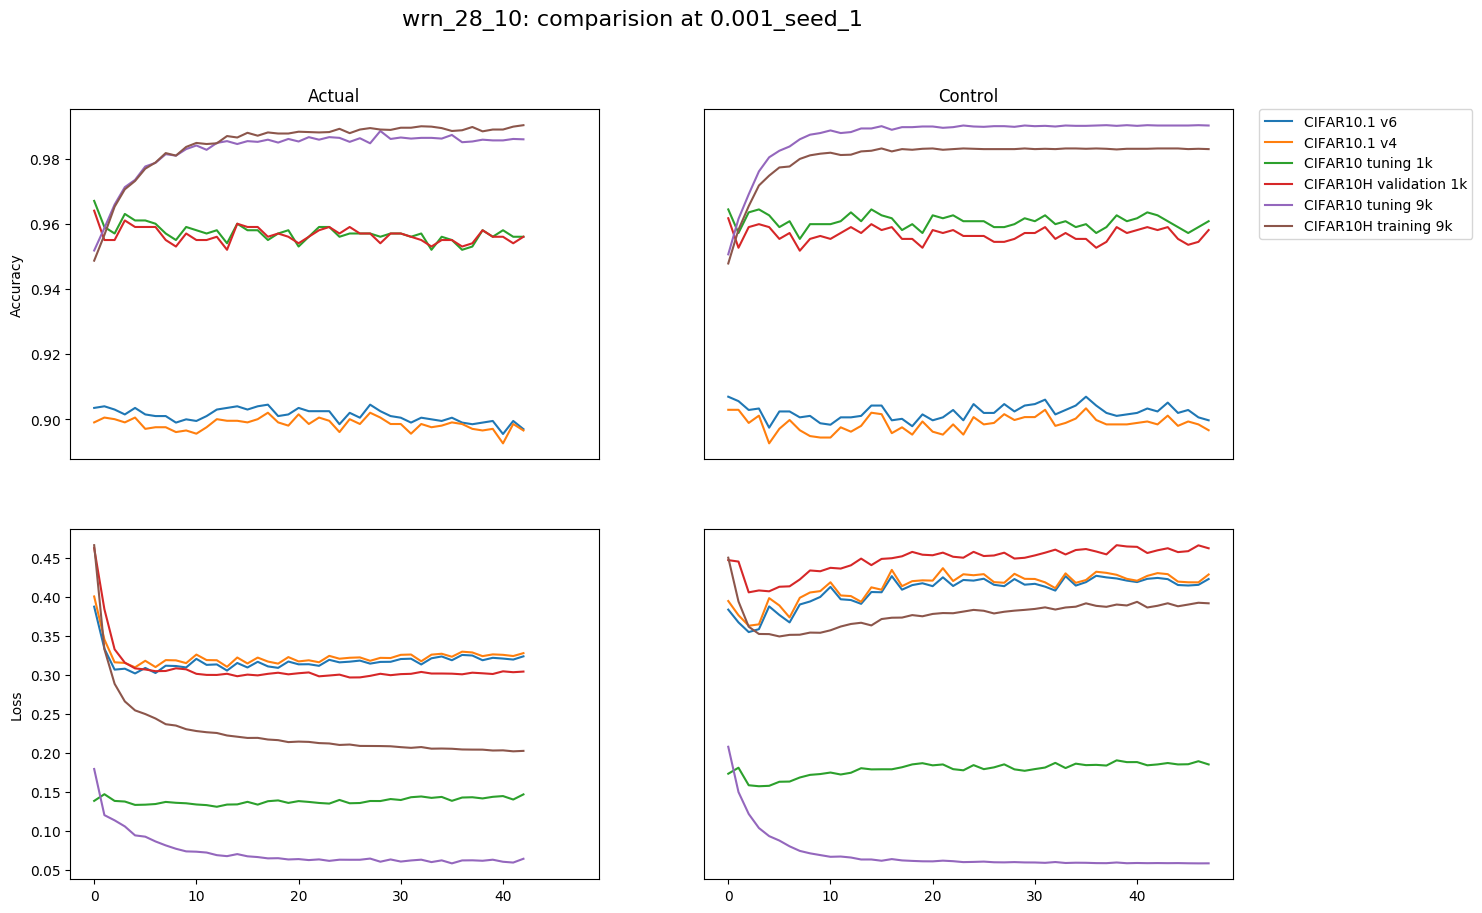 wrn_28_10: comparision at 0.001_seed_1
Actual
Control
CIFAR10.1 v6
CIFAR10.1 v4
CIFAR10 tuning 1k
CIFAR10H validation 1k
CIFAR10 tuning 9k
CIFAR10H training 9k
Accuracy
0.98
0.96
0.94
0.92
0.90
Loss
0.45
0.40
0.35
0.30
0.25
0.20
0.15
0.10
0.05
0 10 20 30 40
0 10 20 30 40